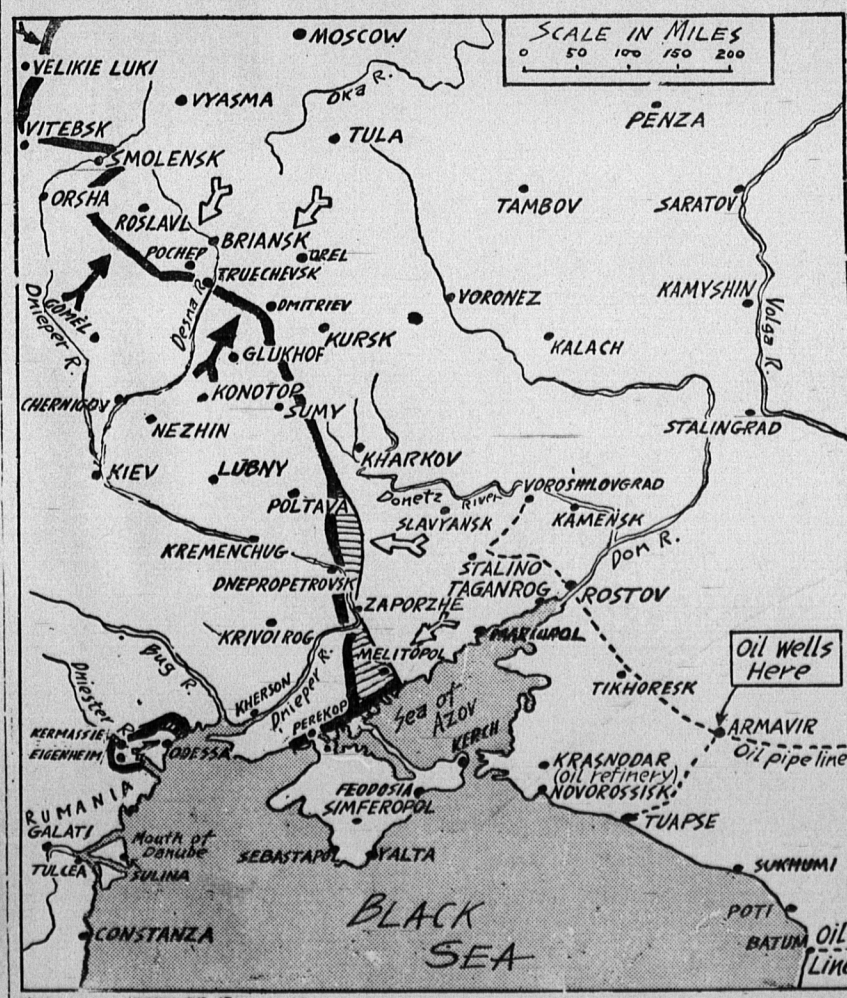 SCALE IN MILES
0 50 100 150 200
MOSCOW
VELIKIE LUKI
VYASMA
OKA R.
PENZA
VITEBSK
TULA
SMOLENSK
ORSHA
TAMBOV
SARATOV
ROSLAVL
BRIANSK
POCHEP
OREL
TRUECHEVSK
GOMEL
Dnieper R.
Desna R.
DMITRIEV
VORONEZ
KAMYSHIN
Volga R.
KURSK
KALACH
GLUKHOF
KONOTOP
CHERNIGOV
SUMY
NEZHIN
STALINGRAD
KIEV
LUBNY
KHARKOV
Donetz River
VOROSHILOVGRAD
POLTAVA
SLAVYANSK
KAMENSK
KREMENCHUG
Don R.
STALINO
DNEPROPETROVSK
TAGANROG
ROSTOV
ZAPORZHE
KRIVOI ROG
MARIUPOL
Bug R.
MELITOPOL
Oil Wells
Here
Dniester R.
KHERSON
Dnieper R.
TIKHORESK
PEREKOP
Sea of
AZOV
ARMAVIR
KERMASSIE
EIGENHEIM
ODESSA
KERCH
Oil pipe line
KRASNODAR
(oil refinery)
NOVOROSSISK
FEODOSIA
RUMANIA
SIMFEROPOL
TUAPSE
GALATI
Mouth of
Danube
SEBASTAPOL
YALTA
TULCEA
SULINA
SUKHUMI
BLACK
SEA
POTI
CONSTANZA
BATUM
Oil
Line